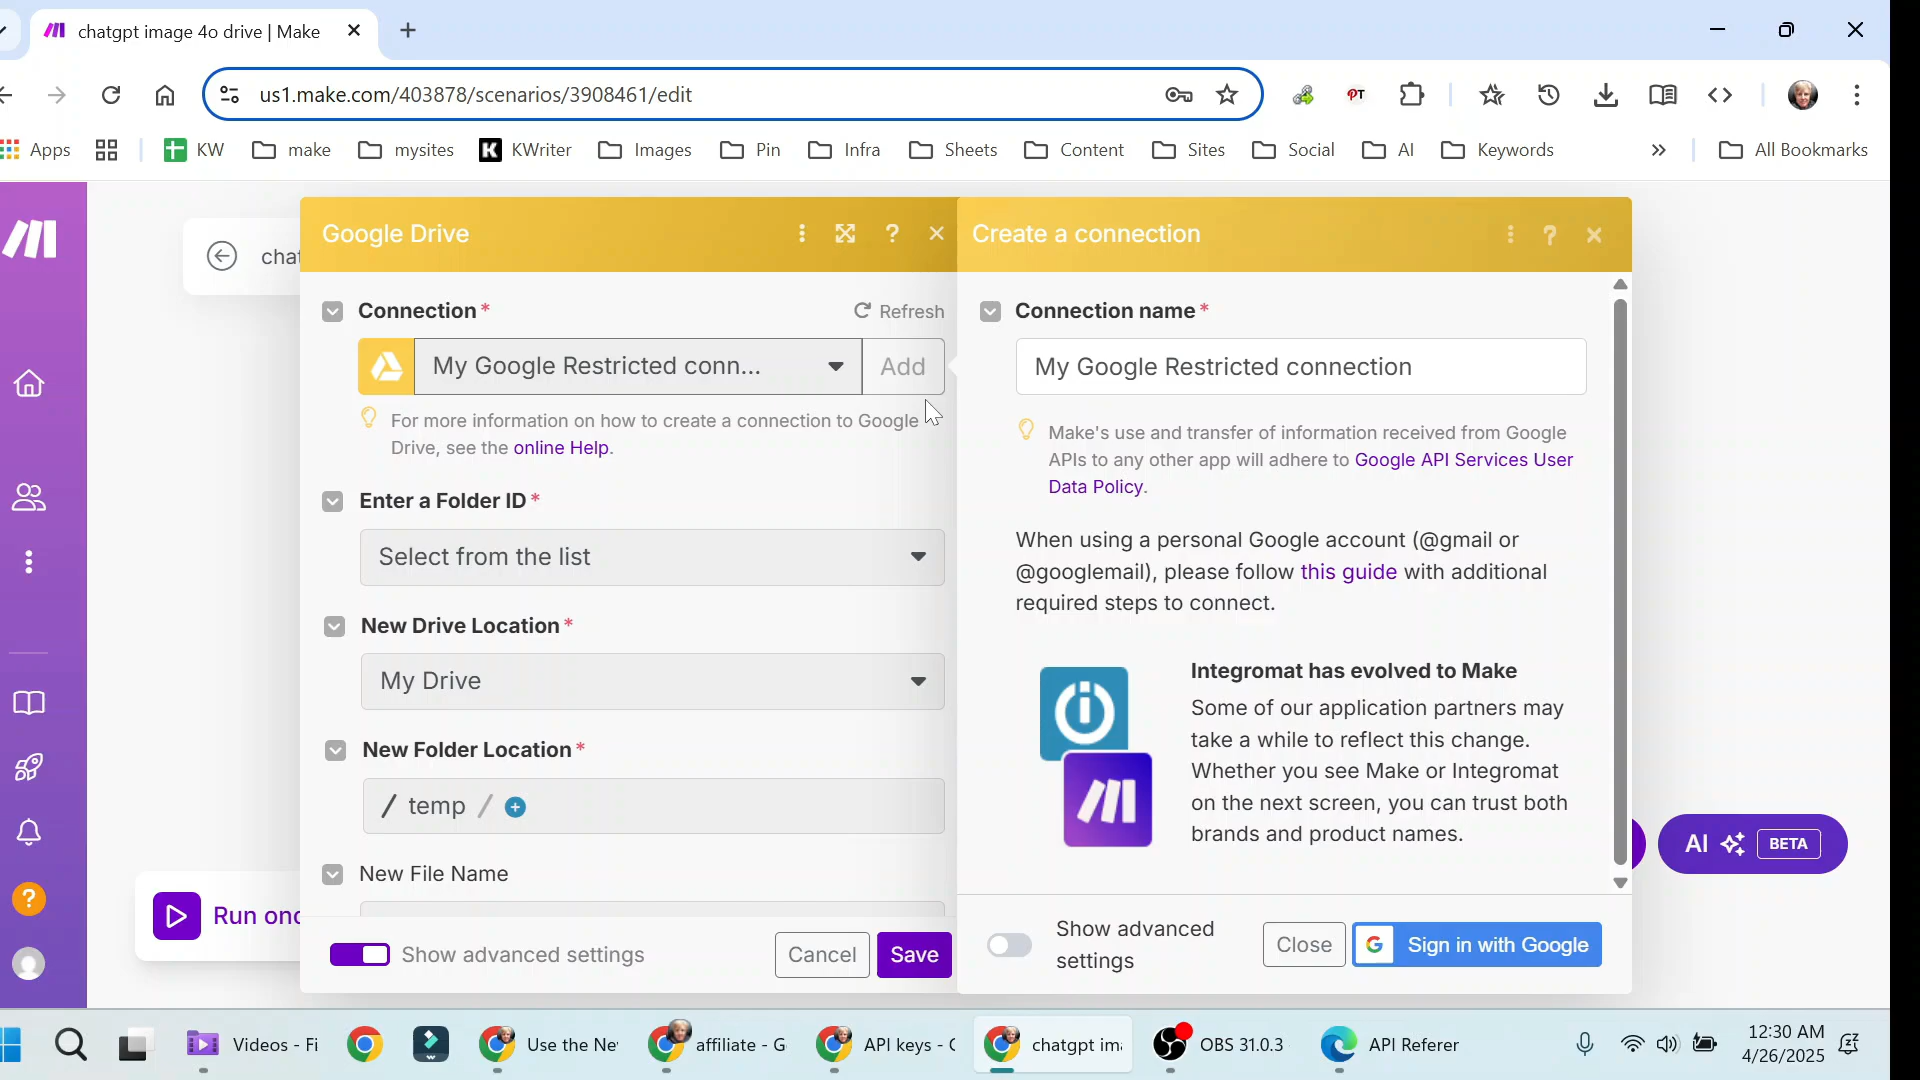 chatgpt image 4o drive | Make
us1.make.com/403878/scenarios/3908461/edit
PT
Apps
KW
make
mysites
K KWriter
Images
Pin
Infra
Sheets
Content
Sites
Social
AI
Keywords
All Bookmarks
chat
Google Drive
Connection*
Refresh
My Google Restricted conn...
Add
For more information on how to create a connection to Google
Drive, see the online Help.
Enter a Folder ID*
Select from the list
New Drive Location*
My Drive
New Folder Location*
/ temp /
New File Name
Show advanced settings
Cancel
Save
Create a connection
Connection name*
My Google Restricted connection
Make's use and transfer of information received from Google
APIs to any other app will adhere to Google API Services User
Data Policy.
When using a personal Google account (@gmail or
@googlemail), please follow this guide with additional
required steps to connect.
Integromat has evolved to Make
Some of our application partners may
take a while to reflect this change.
Whether you see Make or Integromat
on the next screen, you can trust both
brands and product names.
Show advanced
settings
Close
G Sign in with Google
Run onc
AI
BETA
Videos - Fi
Use the Ne
affiliate - G
API keys - C
chatgpt ima
OBS 31.0.3
API Referer
12:30 AM
4/26/2025